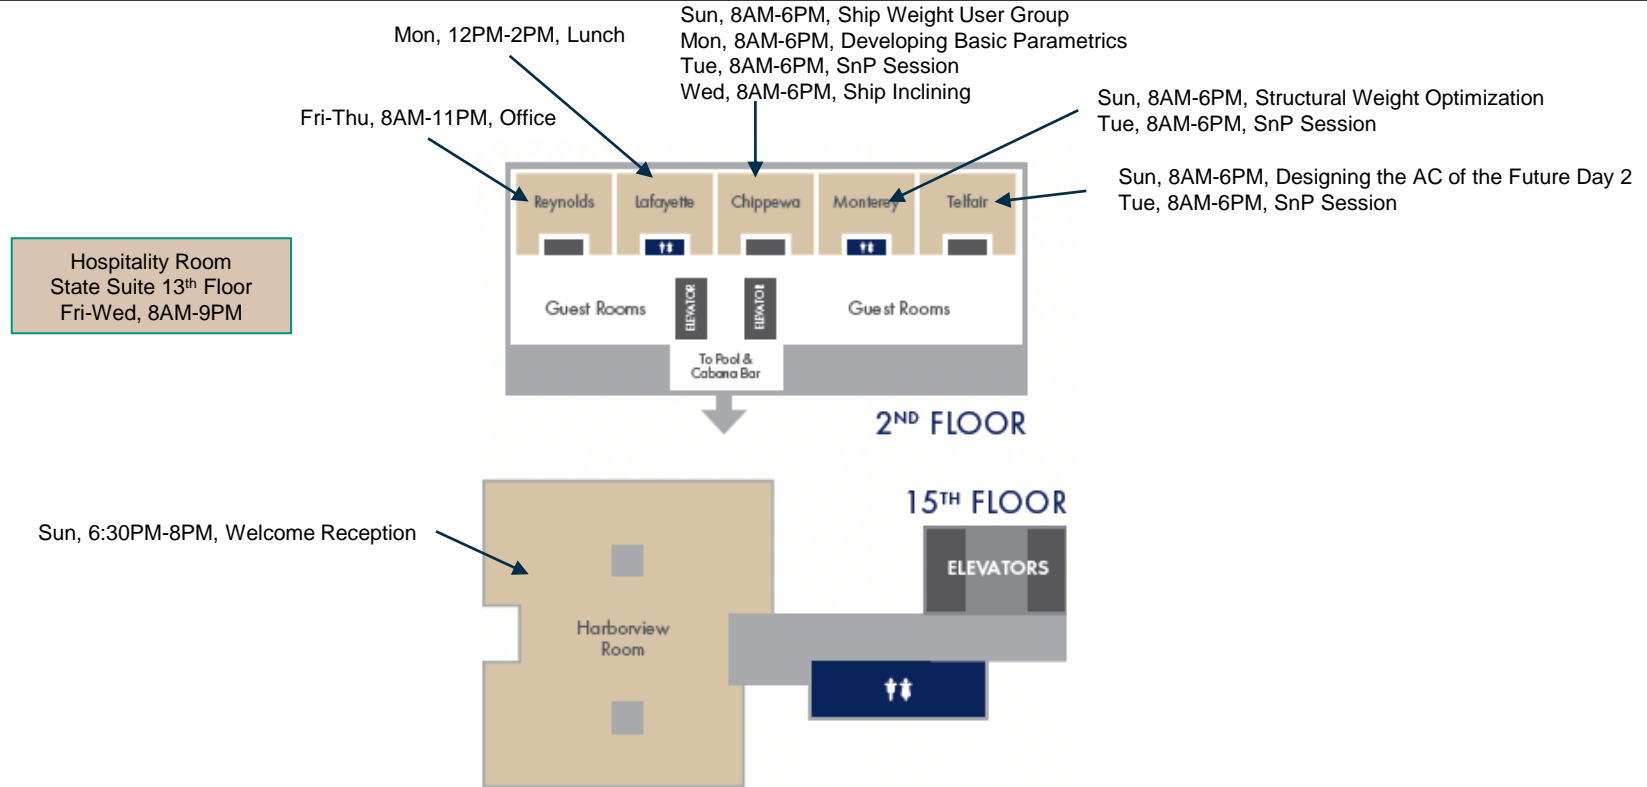 Sun, 8AM-6PM, Ship Weight User Group
Mon, 8AM-6PM, Developing Basic Parametrics
Tue, 8AM-6PM, SnP Session
Wed, 8AM-6PM, Ship Inclining
Mon, 12PM-2PM, Lunch
Fri-Thu, 8AM-11PM, Office
Sun, 8AM-6PM, Structural Weight Optimization
Tue, 8AM-6PM, SnP Session
Sun, 8AM-6PM, Designing the AC of the Future Day 2
Tue, 8AM-6PM, SnP Session
Reynolds
Lafayette
Chippewa
Monterey
Telfair
Hospitality Room
State Suite 13th Floor
Fri-Wed, 8AM-9PM
Guest Rooms
ELEVATOR
ELEVATOR
Guest Rooms
To Pool &
Cabana Bar
2ND FLOOR
15TH FLOOR
Sun, 6:30PM-8PM, Welcome Reception
ELEVATORS
Harborview
Room